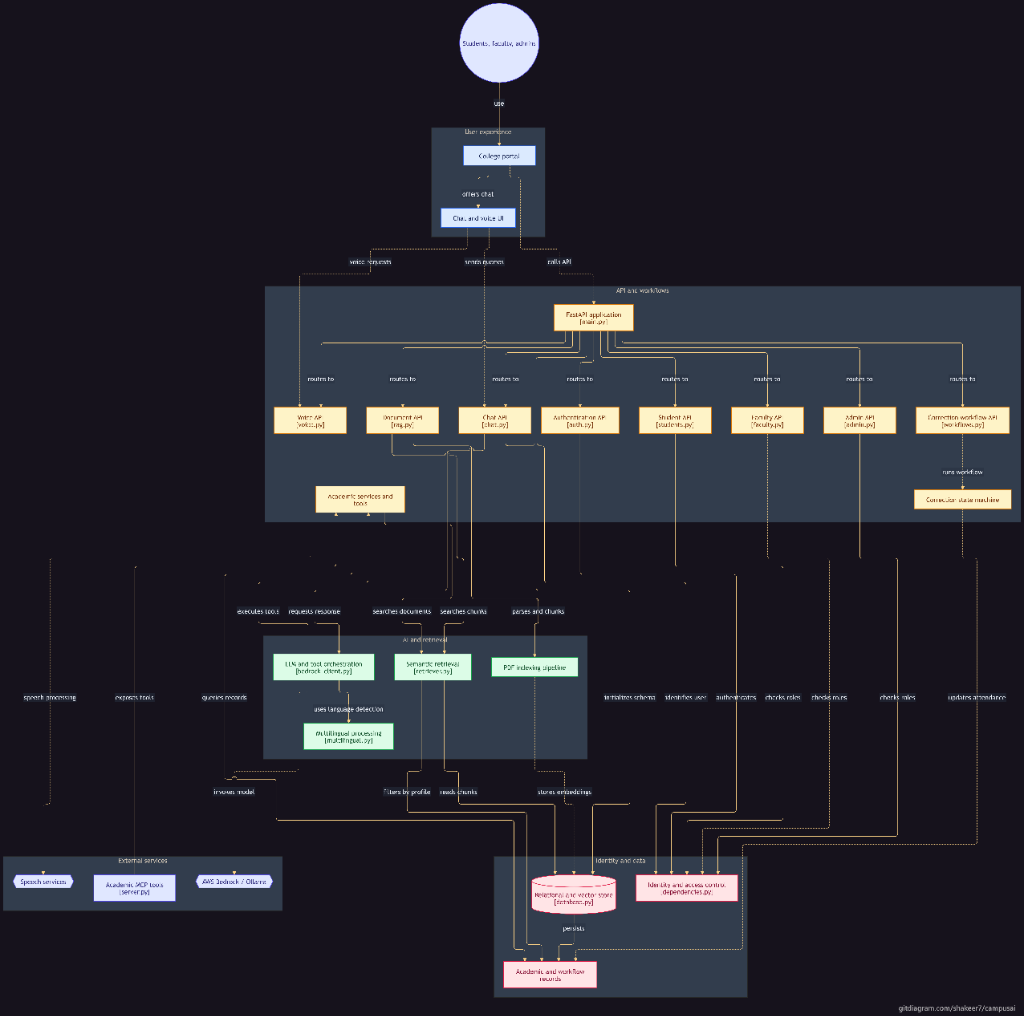 Students, faculty, admins
use
User experience
College portal
offers chat
Chat and voice UI
voice requests
sends queries
calls API
API and workflows
FastAPI application
[main.py]
routes to
routes to
routes to
routes to
routes to
routes to
routes to
routes to
Voice API
[voice.py]
Document API
[rag.py]
Chat API
[chat.py]
Authentication API
[auth.py]
Student API
[students.py]
Faculty API
[faculty.py]
Admin API
[admin.py]
Correction workflow API
[workflows.py]
runs workflow
Academic services and
tools
Correction state machine
executes tools
requests response
searches documents
searches chunks
parses and chunks
AI and retrieval
LLM and tool orchestration
[bedrock_client.py]
Semantic retrieval
[retriever.py]
PDF indexing pipeline
speech processing
exposes tools
queries records
initializes schema
identifies user
authenticates
checks roles
checks roles
checks roles
updates attendance
uses language detection
Multilingual processing
[multilingual.py]
invokes model
filters by profile
reads chunks
stores embeddings
External services
Identity and data
Speech services
Academic MCP tools
[server.py]
AWS Bedrock / Ollama
Relational and vector store
[database.py]
Identity and access control
[dependencies.py]
persists
Academic and workflow
records
gitdiagram.com/shakeer7/campusai